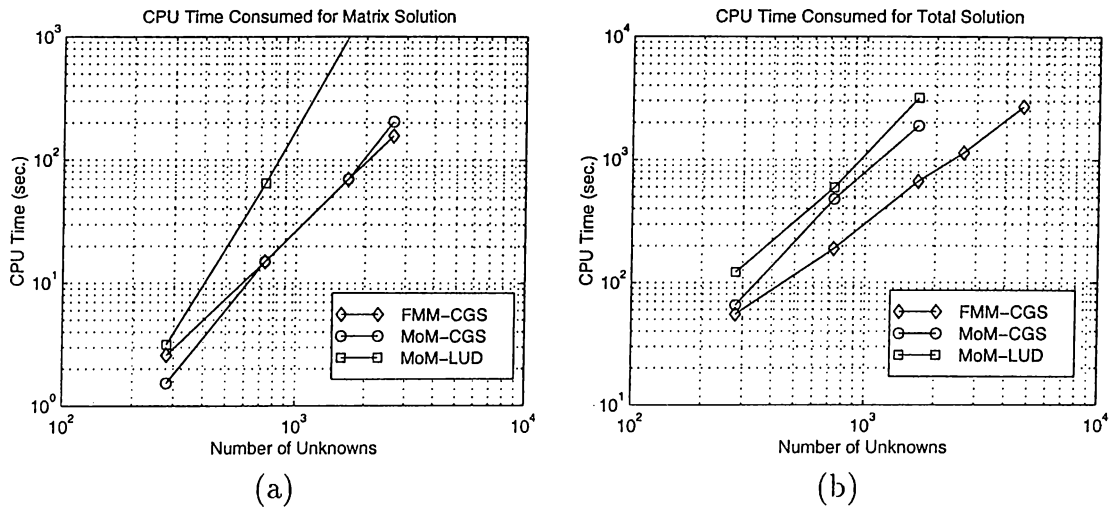 CPU Time Consumed for Matrix Solution
10^3
10^2
10^1
10^0
CPU Time (sec.)
FMM-CGS
MoM-CGS
MoM-LUD
10^2
10^3
10^4
Number of Unknowns
(a)
CPU Time Consumed for Total Solution
10^4
10^3
10^2
10^1
CPU Time (sec.)
FMM-CGS
MoM-CGS
MoM-LUD
10^2
10^3
10^4
Number of Unknowns
(b)